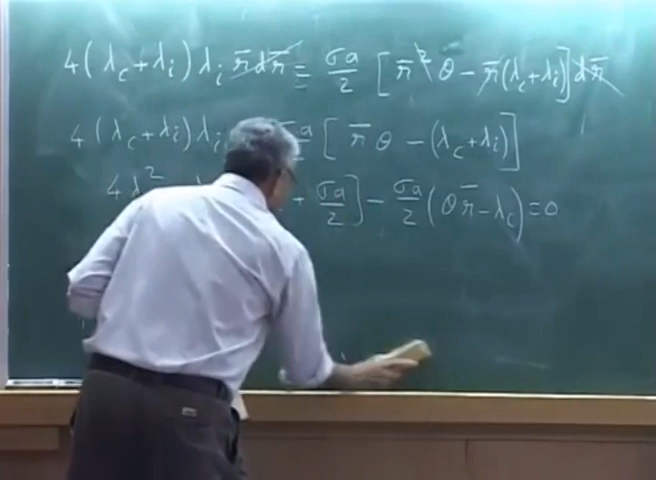 4(λc+λi)λi r̄dr̄ = σa/2 [r̄²θ − r̄(λc+λi)]dr̄
4(λc+λi)λi σa/2 [r̄θ − (λc+λi)]
4λ² + σa/2] − σa/2 (θr̄−λc)=0